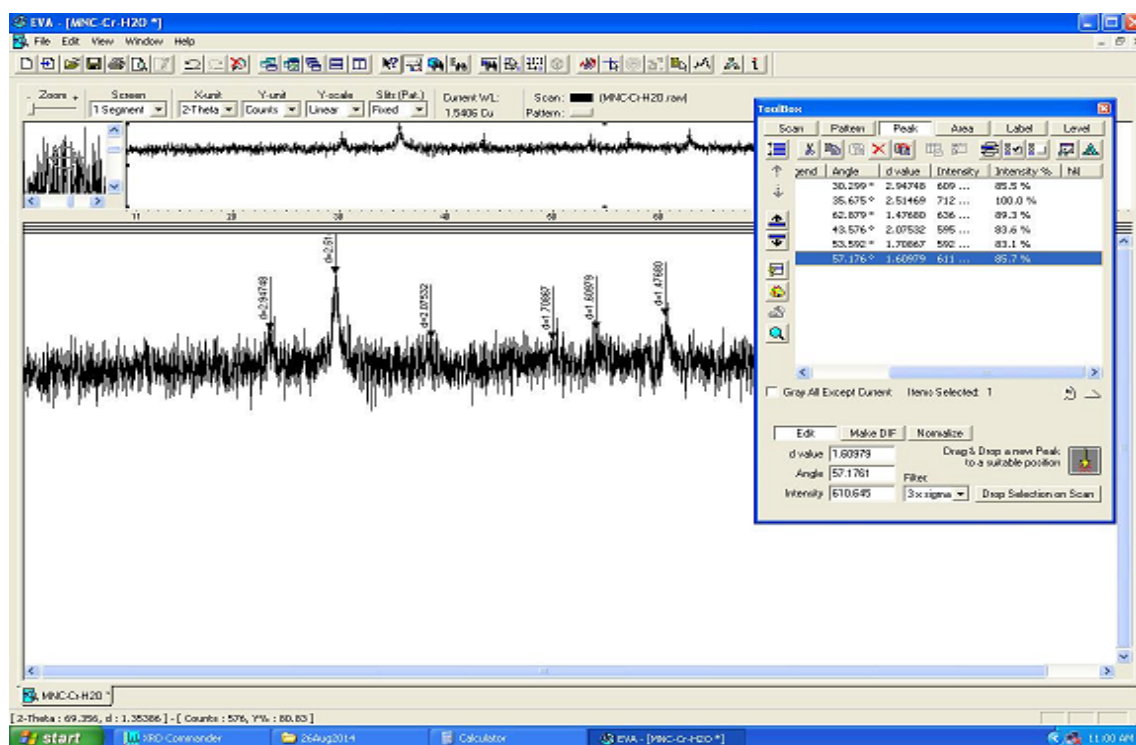 EVA - [MNC-Cr-H2O *]
File Edit View Window Help
- Zoom + Screen X-unit Y-unit Y-scale Slits (Pat.) Current WL: Scan: (MNC-Cr-H20.raw)
1 Segment 2-Theta Counts Linear Fixed 1.5406 Cu Pattern:
ToolBox
Scan Pattern Peak Area Label Level
gend Angle d value Intensity Intensity % hkl
30.299 ° 2.94748 609 ... 85.5 %
35.675 ° 2.51469 712 ... 100.0 %
62.879 ° 1.47680 636 ... 89.3 %
43.576 ° 2.07532 595 ... 83.6 %
53.592 ° 1.70867 592 ... 83.1 %
57.176 ° 1.60979 611 ... 85.7 %
d=2.94748
d=2.51
d=2.07532
d=1.70867
d=1.60979
d=1.47680
Gray All Except Current Items Selected: 1
Edit Make DIF Normalize
d value 1.60979 Drag & Drop a new Peak
to a suitable position
Angle 57.1761 Filter:
Intensity 610.645 3 x sigma Drop Selection on Scan
MNC-Cr-H20 *
[ 2-Theta : 69.356, d : 1.35386 ] - [ Counts : 576, Y% : 80.83 ]
start XRD Commander 26Aug2014 Calculator EVA - [MNC-Cr-H2O *] 11:00 AM